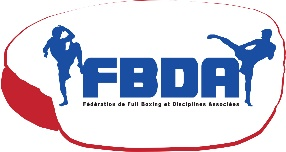 FBDA
Fédération de Full Boxing et Disciplines Associées